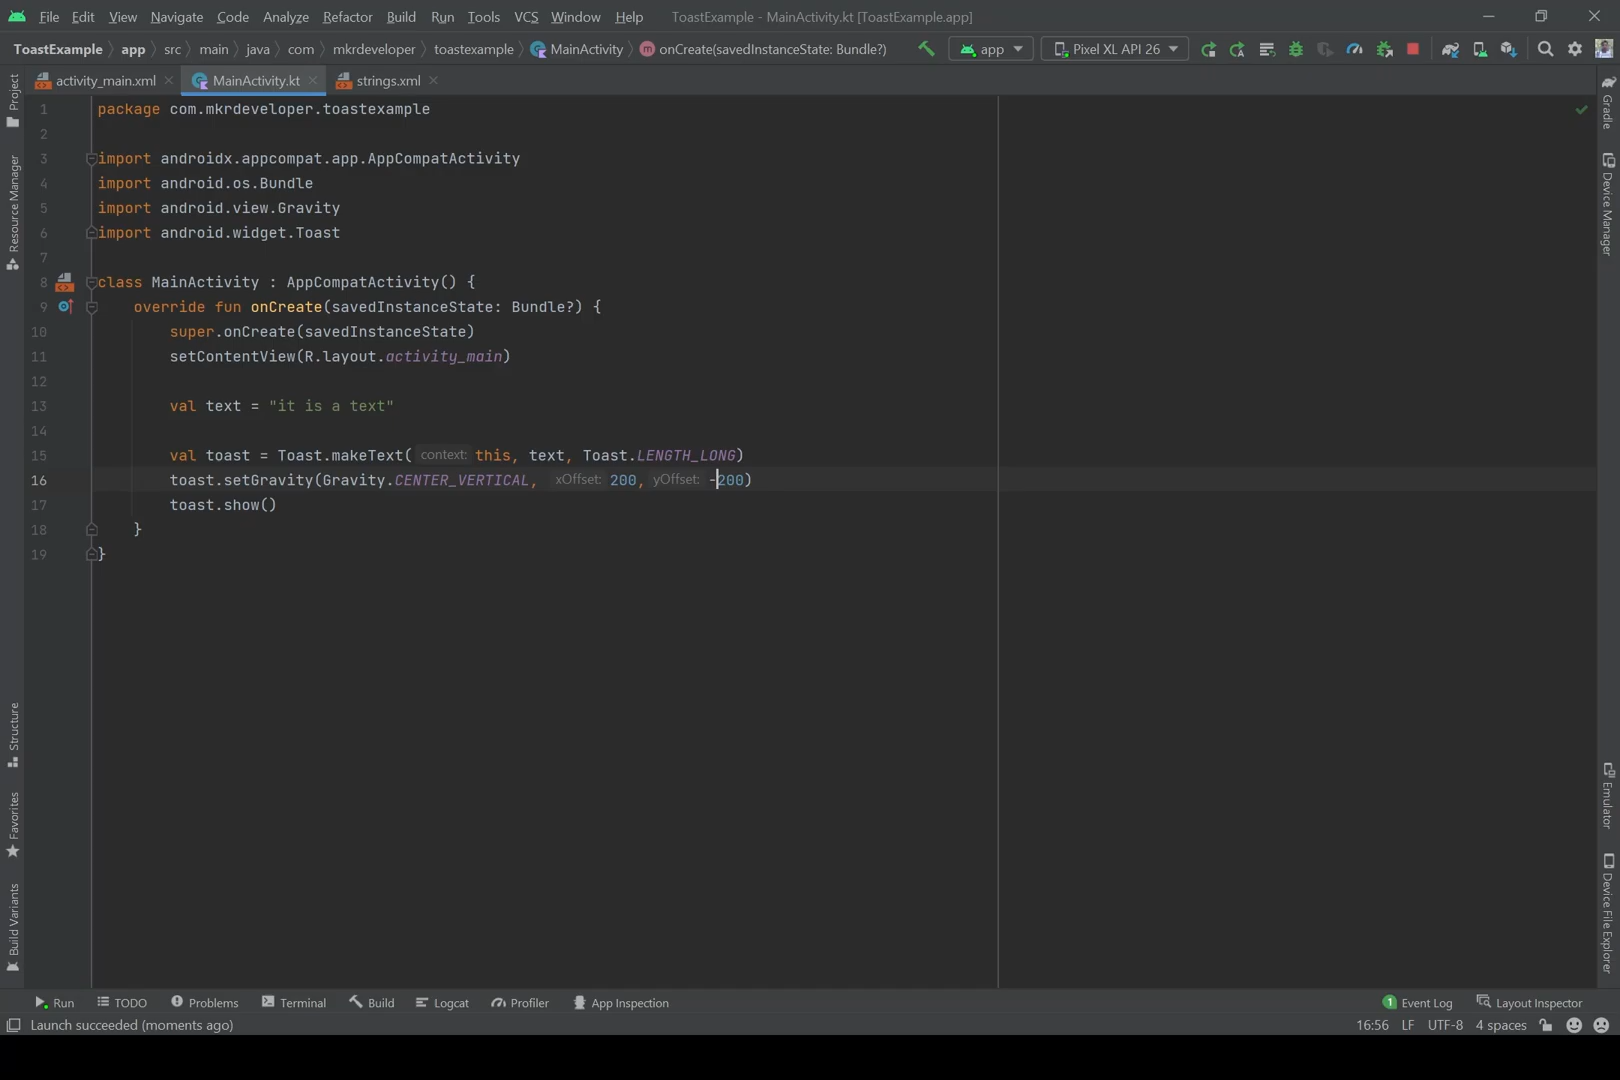 File Edit View Navigate Code Analyze Refactor Build Run Tools VCS Window Help ToastExample - MainActivity.kt [ToastExample.app]
ToastExample app src main java com mkrdeveloper toastexample MainActivity onCreate(savedInstanceState: Bundle?) app Pixel XL API 26
activity_main.xml MainActivity.kt strings.xml
1 package com.mkrdeveloper.toastexample
2
3 import androidx.appcompat.app.AppCompatActivity
4 import android.os.Bundle
5 import android.view.Gravity
6 import android.widget.Toast
7
8 class MainActivity : AppCompatActivity() {
9 override fun onCreate(savedInstanceState: Bundle?) {
10 super.onCreate(savedInstanceState)
11 setContentView(R.layout.activity_main)
12
13 val text = "it is a text"
14
15 val toast = Toast.makeText( context: this, text, Toast.LENGTH_LONG)
16 toast.setGravity(Gravity.CENTER_VERTICAL, xOffset: 200, yOffset: -200)
17 toast.show()
18 }
19 }
Project
Resource Manager
Structure
Favorites
Build Variants
Gradle
Device Manager
Emulator
Device File Explorer
Run TODO Problems Terminal Build Logcat Profiler App Inspection 1 Event Log Layout Inspector
Launch succeeded (moments ago) 16:56 LF UTF-8 4 spaces